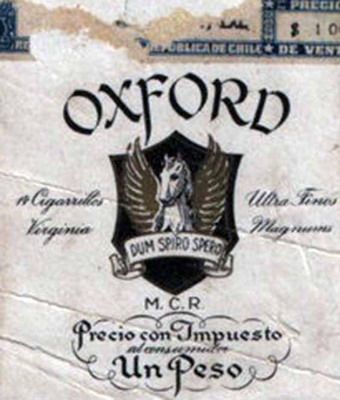 PRECIO
$ 10
REPUBLICA DE CHILE ★ DE VENT
OXFORD
Cigarrillos
Virginia
Ultra Finos
Magnums
DUM SPIRO SPERO
M.C.R.
Precio con Impuesto
al consumidor
Un Peso